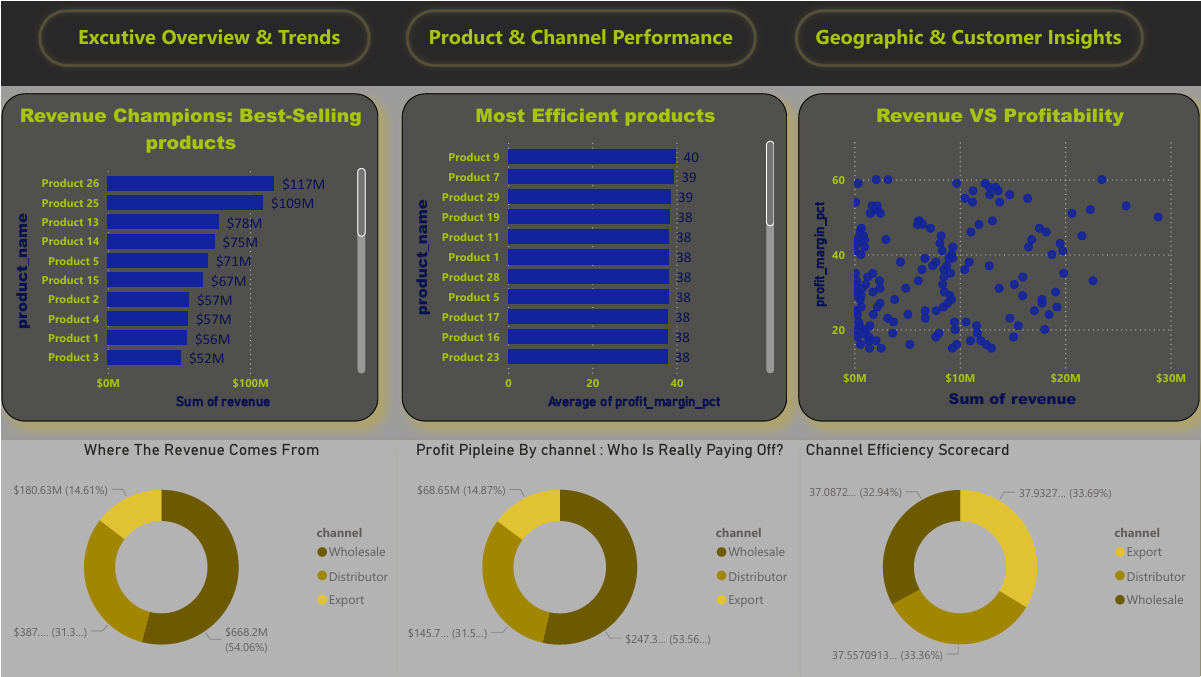 Excutive Overview & Trends
Product & Channel Performance
Geographic & Customer Insights
Revenue Champions: Best-Selling
products
product_name
Product 26 $117M
Product 25 $109M
Product 13 $78M
Product 14 $75M
Product 5 $71M
Product 15 $67M
Product 2 $57M
Product 4 $57M
Product 1 $56M
Product 3 $52M
$0M $100M
Sum of revenue
Most Efficient products
product_name
Product 9 40
Product 7 39
Product 29 39
Product 19 38
Product 11 38
Product 1 38
Product 28 38
Product 5 38
Product 17 38
Product 16 38
Product 23 38
0 20 40
Average of profit_margin_pct
Revenue VS Profitability
profit_margin_pct
60
40
20
$0M $10M $20M $30M
Sum of revenue
Where The Revenue Comes From
$180.63M (14.61%)
$387.... (31.3...)
$668.2M
(54.06%)
channel
Wholesale
Distributor
Export
Profit Pipleine By channel : Who Is Really Paying Off?
$68.65M (14.87%)
$145.7... (31.5...)
$247.3... (53.56...)
channel
Wholesale
Distributor
Export
Channel Efficiency Scorecard
37.0872... (32.94%)
37.9327... (33.69%)
37.5570913... (33.36%)
channel
Export
Distributor
Wholesale